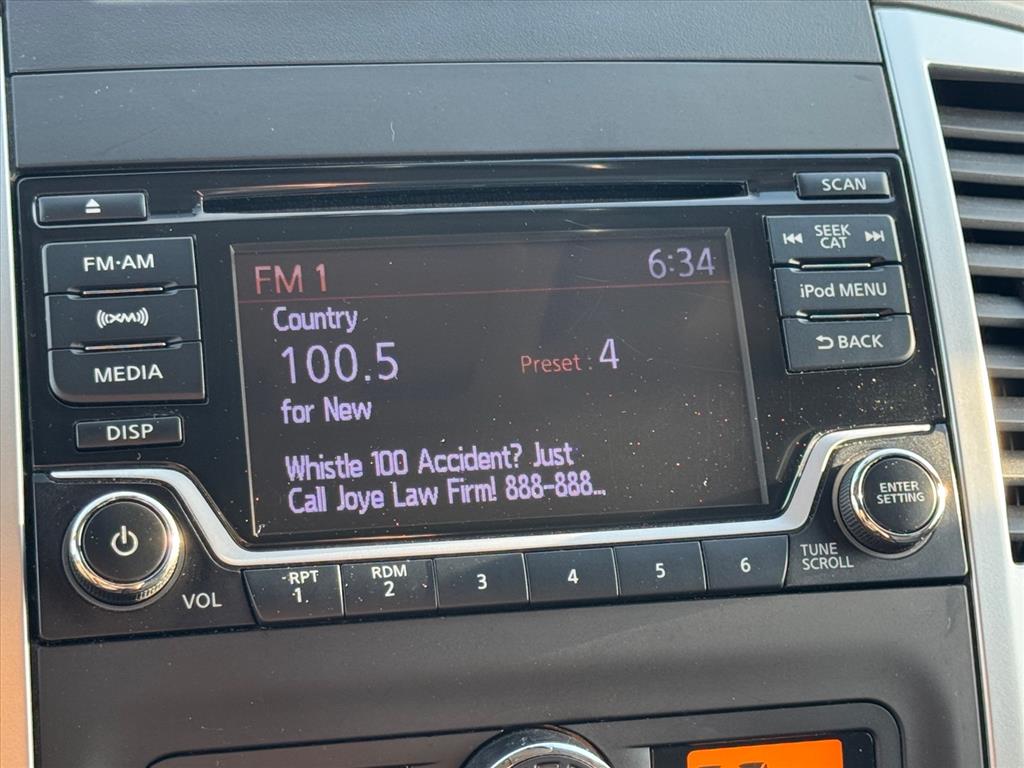 SCAN
FM·AM
SEEK
CAT
((XM))
iPod MENU
MEDIA
BACK
DISP
FM 1 6:34
Country
100.5 Preset : 4
for New
Whistle 100 Accident? Just
Call Joye Law Firm! 888-888...
ENTER
SETTING
VOL
RPT
1
RDM
2
3
4
5
6
TUNE
SCROLL